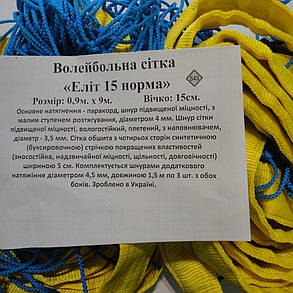 Волейбольна сітка
«Еліт 15 норма»
Розмір: 0,9м. х 9м. Вічко: 15см.
Основне натягнення - паракорд, шнур підвищеної міцності, з
малим ступенем розтягування, діаметром 4 мм. Шнур сітки
підвищеної міцності, вологостійкий, плетений, з наповнювачем,
діаметр - 3,5 мм. Сітка обшита з чотирьох сторін синтетичною
(буксировочною) стрічкою покращених властивостей
(зносостійка, надзвичайної міцності, щільності, довговічності)
шириною 5 см. Комплектується шнурами додаткового
натяжіння діаметром 4,5 мм, довжиною 1,5 м по 3 шт. з обох
боків. Зроблено в Україні.